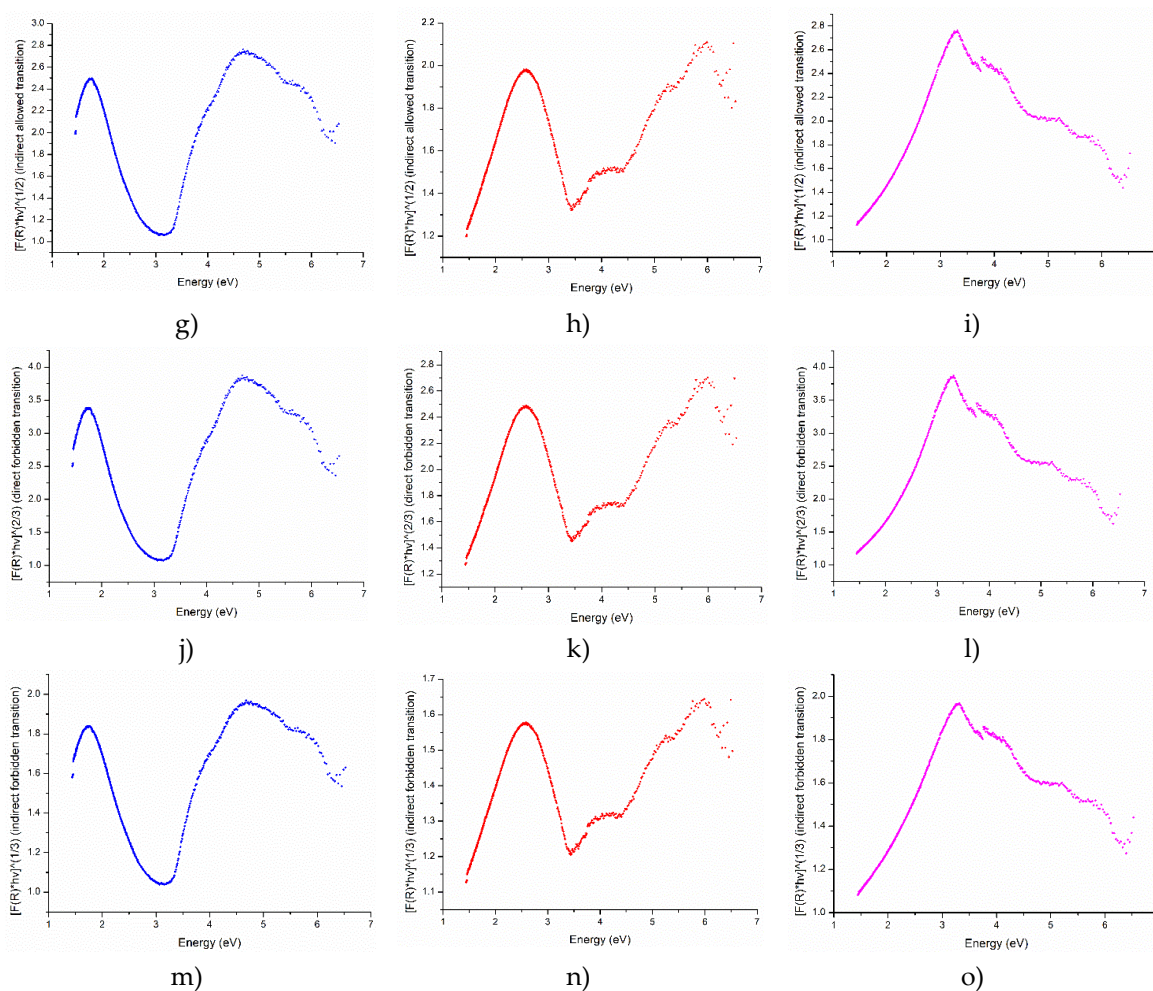 [F(R)*hv]^(1/2) (indirect allowed transition)
3.0
2.8
2.6
2.4
2.2
2.0
1.8
1.6
1.4
1.2
1.0
1 2 3 4 5 6 7
Energy (eV)
g)
[F(R)*hv]^(1/2) (indirect allowed transition)
2.2
2.0
1.8
1.6
1.4
1.2
1 2 3 4 5 6 7
Energy (eV)
h)
[F(R)*hv]^(1/2) (indirect allowed transition)
2.8
2.4
2.0
1.6
1.2
1.0
1 2 3 4 5 6
Energy (eV)
i)
[F(R)*hv]^(2/3) (direct forbidden transition)
4.0
3.5
3.0
2.5
2.0
1.5
1.0
1 2 3 4 5 6 7
Energy (eV)
j)
[F(R)*hv]^(2/3) (direct forbidden transition)
2.8
2.6
2.4
2.2
2.0
1.8
1.6
1.4
1.2
1.1
1 2 3 4 5 6 7
Energy (eV)
k)
[F(R)*hv]^(2/3) (direct forbidden transition)
4.0
3.5
3.0
2.5
2.0
1.5
1.0
1 2 3 4 5 6
Energy (eV)
l)
[F(R)*hv]^(1/3) (indirect forbidden transition)
2.0
1.8
1.6
1.4
1.2
1.0
1 2 3 4 5 6 7
Energy (eV)
m)
[F(R)*hv]^(1/3) (indirect forbidden transition)
1.7
1.6
1.5
1.4
1.3
1.2
1.1
1 2 3 4 5 6 7
Energy (eV)
n)
[F(R)*hv]^(1/3) (indirect forbidden transition)
2.0
1.8
1.6
1.4
1.2
1.0
1 2 3 4 5 6
Energy (eV)
o)